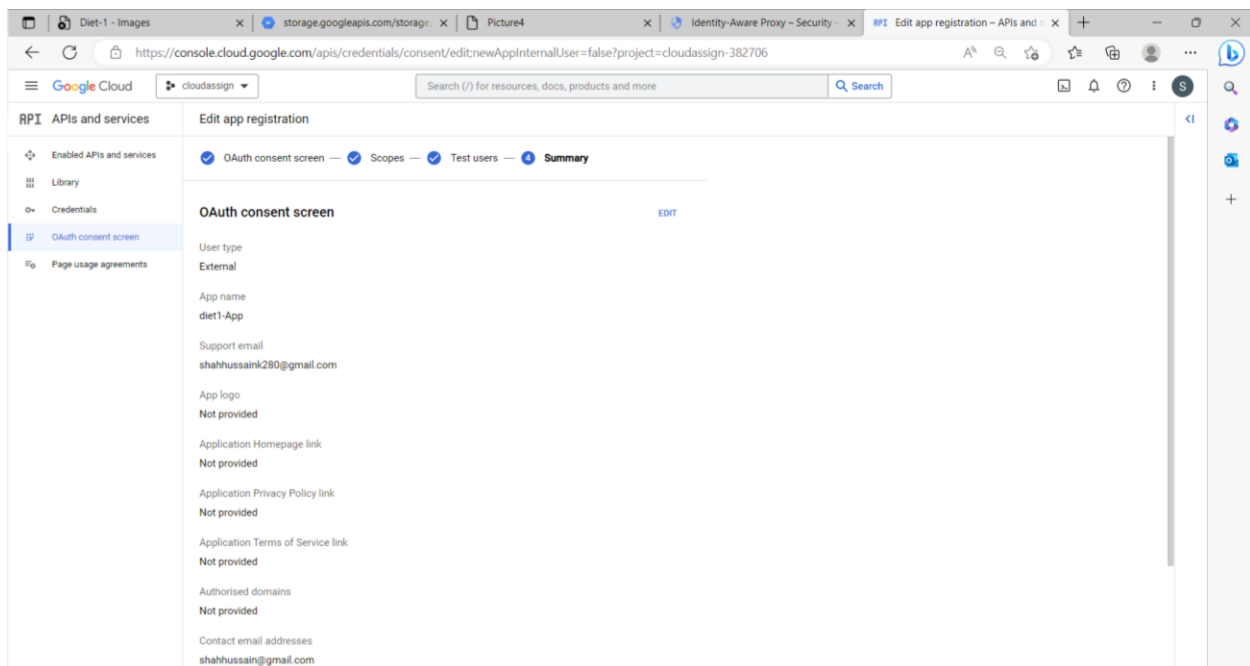 Diet-1 - Images
storage.googleapis.com/storage
Picture4
Identity-Aware Proxy – Security -
API Edit app registration – APIs and s
https://console.cloud.google.com/apis/credentials/consent/edit;newAppInternalUser=false?project=cloudassign-382706
Google Cloud
cloudassign
Search (/) for resources, docs, products and more
Search
S
API APIs and services
Edit app registration
Enabled APIs and services
Library
Credentials
OAuth consent screen
Page usage agreements
OAuth consent screen — Scopes — Test users — 4 Summary
OAuth consent screen
EDIT
User type
External
App name
diet1-App
Support email
shahhussaink280@gmail.com
App logo
Not provided
Application Homepage link
Not provided
Application Privacy Policy link
Not provided
Application Terms of Service link
Not provided
Authorised domains
Not provided
Contact email addresses
shahhussain@gmail.com